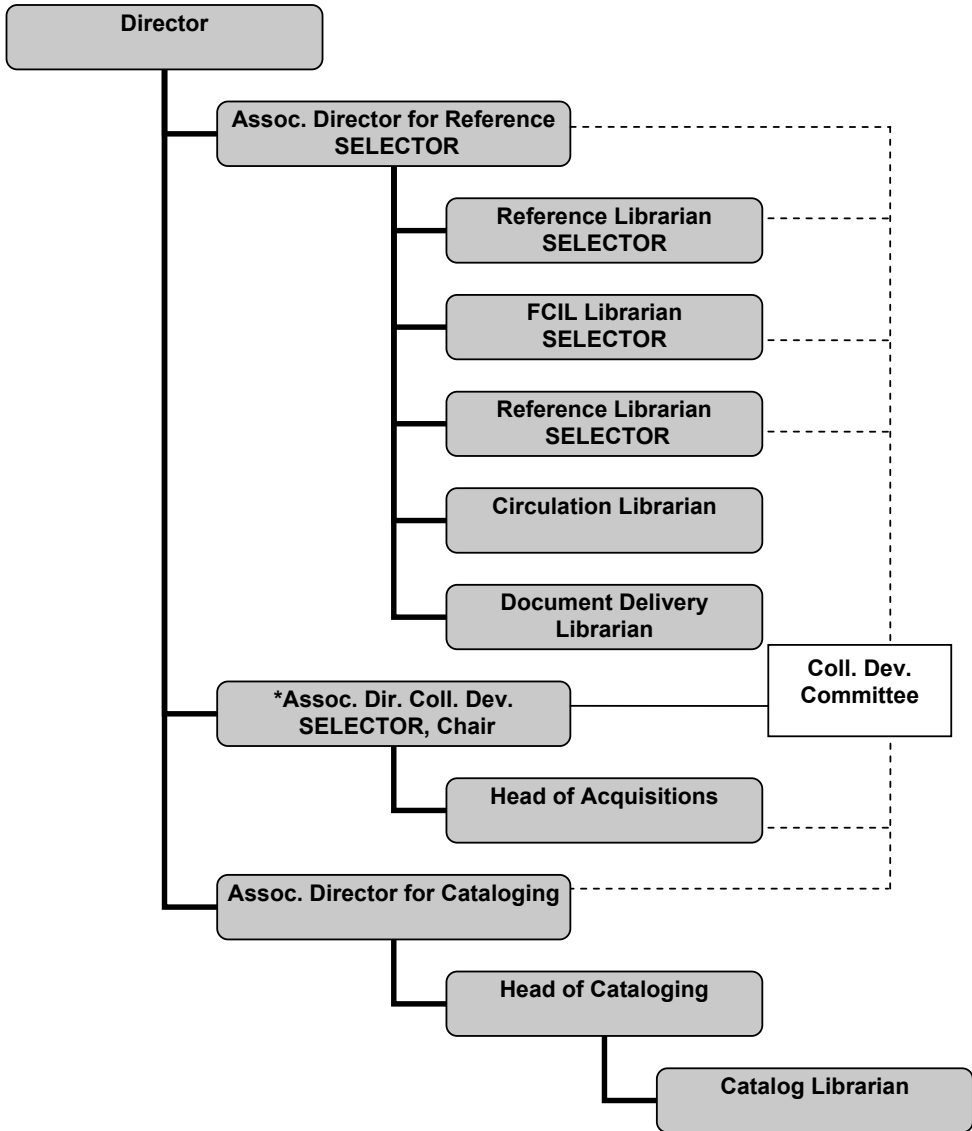 Director
Assoc. Director for Reference
SELECTOR
Reference Librarian
SELECTOR
FCIL Librarian
SELECTOR
Reference Librarian
SELECTOR
Circulation Librarian
Document Delivery
Librarian
Coll. Dev.
Committee
*Assoc. Dir. Coll. Dev.
SELECTOR, Chair
Head of Acquisitions
Assoc. Director for Cataloging
Head of Cataloging
Catalog Librarian